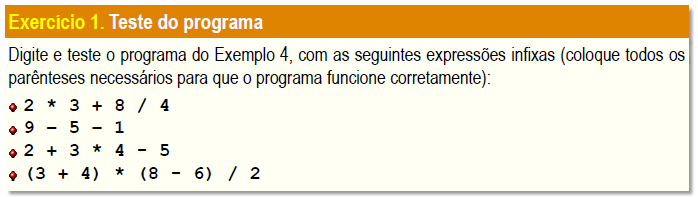 Exercício 1. Teste do programa
Digite e teste o programa do Exemplo 4, com as seguintes expressões infixas (coloque todos os
parênteses necessários para que o programa funcione corretamente):
2 * 3 + 8 / 4
9 – 5 – 1
2 + 3 * 4 - 5
(3 + 4) * (8 - 6) / 2